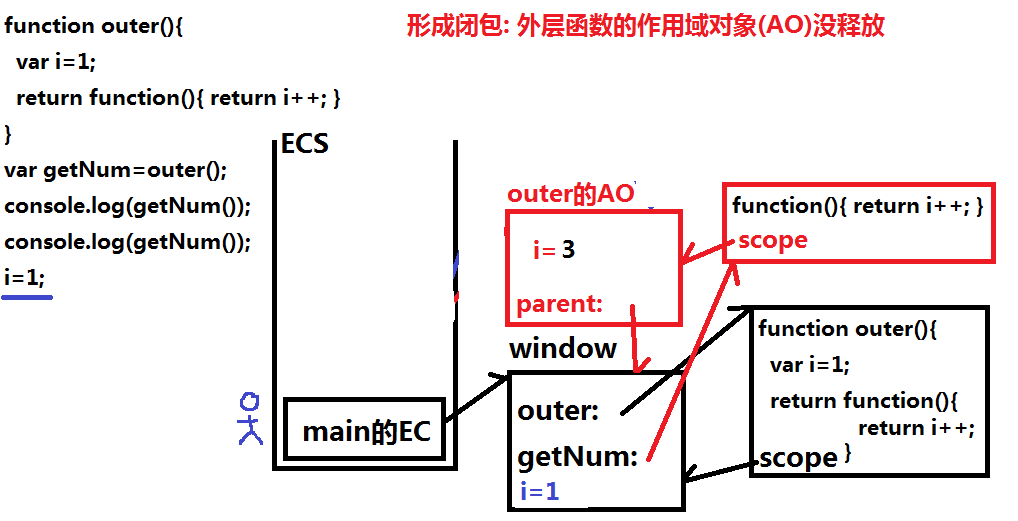 function outer(){
var i=1;
return function(){ return i++; }
}
var getNum=outer();
console.log(getNum());
console.log(getNum());
i=1;
形成闭包: 外层函数的作用域对象(AO)没释放
ECS
main的EC
outer的AO
i= 3
parent:
window
outer:
getNum:
i=1
function(){ return i++; }
scope
function outer(){
var i=1;
return function(){
return i++;
}
scope